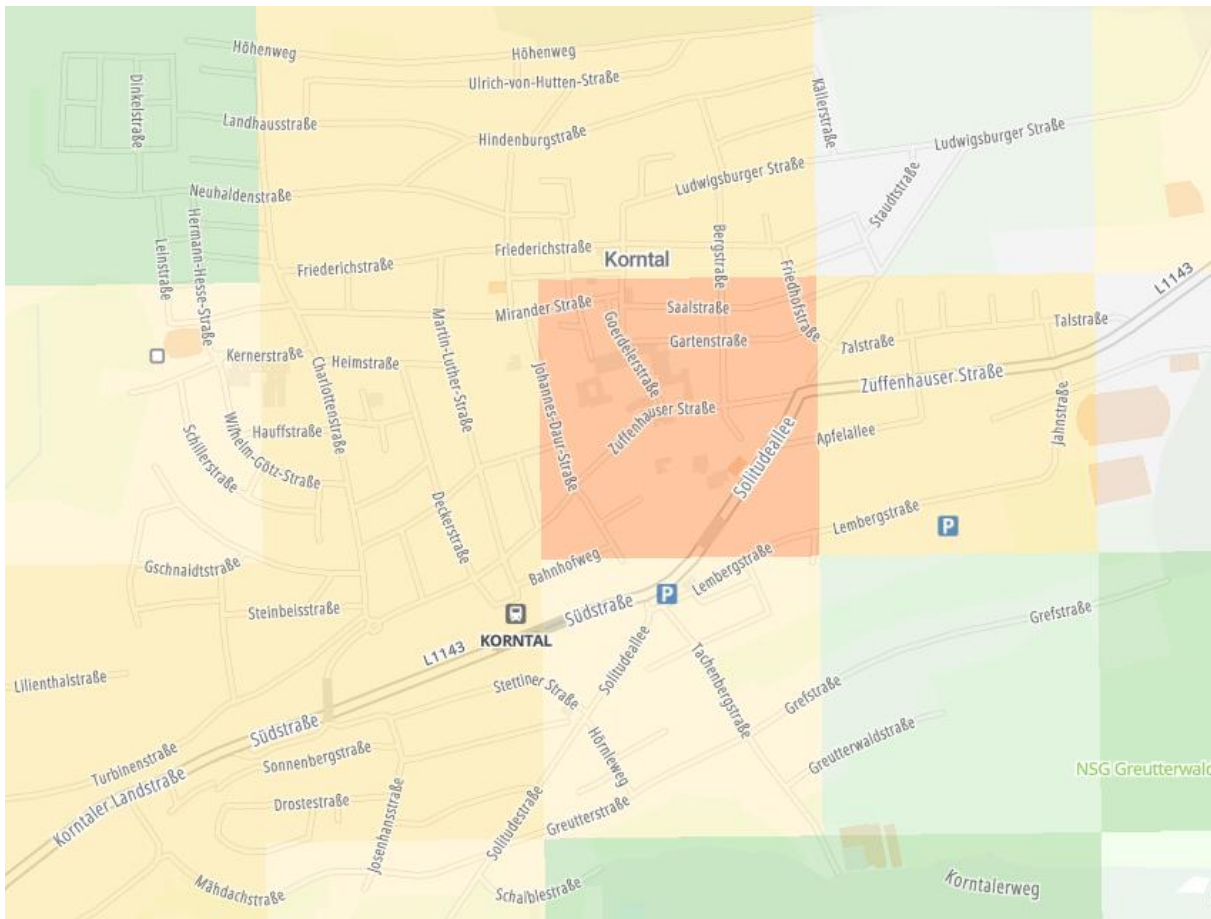 Höhenweg
Höhenweg
Ulrich-von-Hutten-Straße
Dinkelstraße
Landhausstraße
Hindenburgstraße
Källerstraße
Ludwigsburger Straße
Ludwigsburger Straße
Staudtstraße
Neuhaldenstraße
Hermann-Hesse-Straße
Leinstraße
Friederichstraße
Friederichstraße
Bergstraße
Korntal
Friedhofstraße
L1143
Mirander Straße
Saalstraße
Goerdelerstraße
Gartenstraße
Talstraße
Talstraße
Martin-Luther-Straße
Kernerstraße
Heimstraße
Charlottenstraße
Johannes-Daur-Straße
Zuffenhauser Straße
Zuffenhäuser Straße
Jahnstraße
Hauffstraße
Wilhelm-Götz-Straße
Schillerstraße
Apfelallee
Solitudeallee
Deckerstraße
Lembergstraße
P
Gschnaidtstraße
Bahnhofweg
Lembergstraße
P
Steinbeisstraße
Südstraße
KORNTAL
Grefstraße
L1143
Solitudeallee
Tachenbergstraße
Lilienthalstraße
Stettiner Straße
Grefstraße
Südstraße
Hörnleweg
Greutterwaldstraße
Sonnenbergstraße
Turbinenstraße
NSG Greutterwald
Korntaler Landstraße
Drostestraße
Josenhansstraße
Solitudestraße
Greutterstraße
Mähdachstraße
Schaiblestraße
Korntalerweg